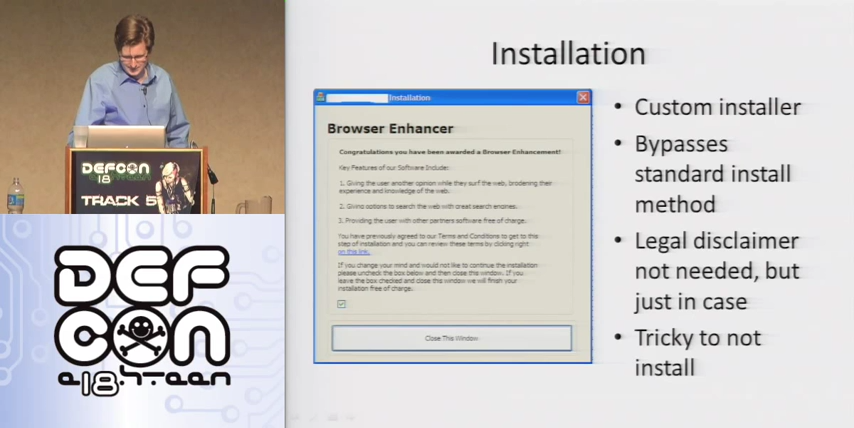 Installation
Installation
Browser Enhancer
Congratulations you have been awarded a Browser Enhancement!
Key Features of our Software Include:
1. Giving the user another opinion while they surf the web, brodening their
experience and knowledge of the web.
2. Giving options to search the web with creat search engines.
3. Providing the user with other partners software free of charge.
You have previously agreed to our Terms and Conditions to get to this
step of installation and you can review these items by clicking right
on this link.
If you change your mind and would not like to continue the installation
please uncheck the box below and then close this window. If you
leave the box checked and close this window we will finish your
installation free of charge.
Close This Window
• Custom installer
• Bypasses
standard install
method
• Legal disclaimer
not needed, but
just in case
• Tricky to not
install
DEFCON
18
TRACK 5
DEF
CON
e18hteen